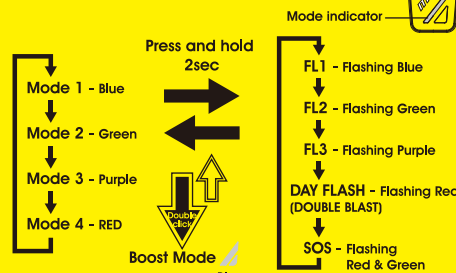 Mode indicator
Press and hold
2sec
Mode 1 - Blue
Mode 2 - Green
Mode 3 - Purple
Mode 4 - RED
Double
click
Boost Mode
FL1 - Flashing Blue
FL2 - Flashing Green
FL3 - Flashing Purple
DAY FLASH - Flashing Red
(DOUBLE BLAST)
SOS - Flashing
Red & Green